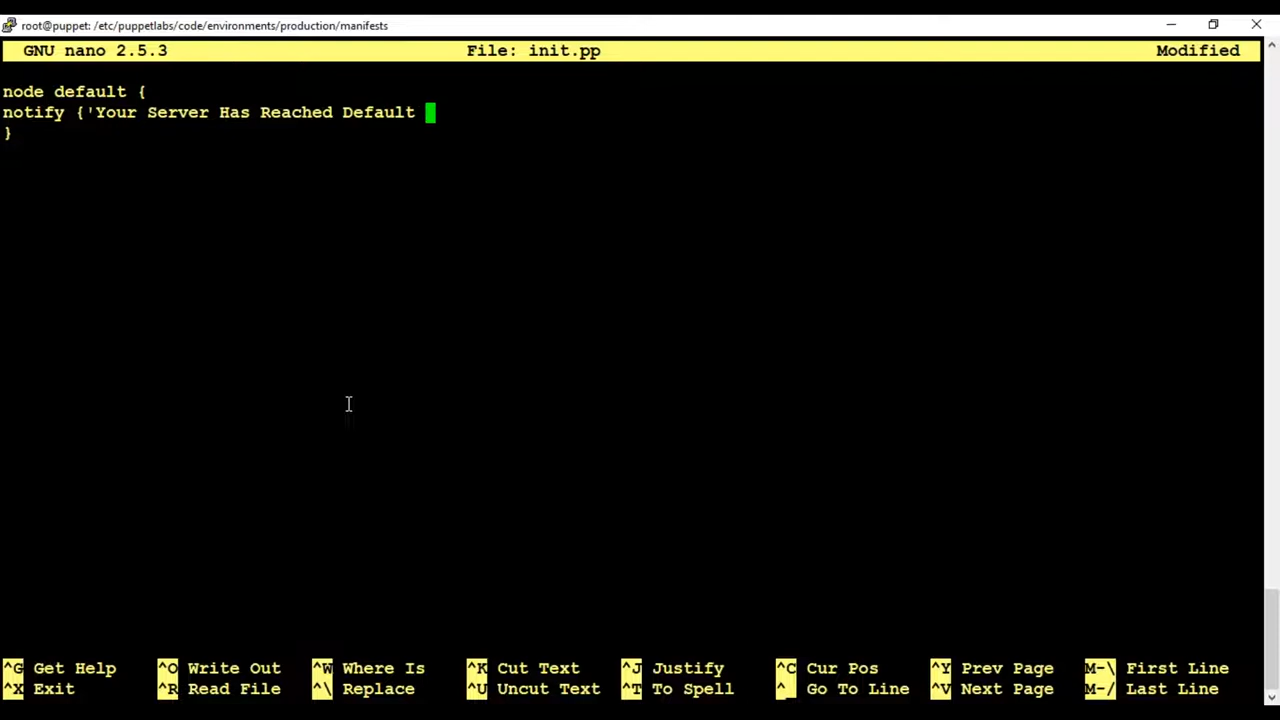 root@puppet: /etc/puppetlabs/code/environments/production/manifests
GNU nano 2.5.3 File: init.pp Modified
node default {
notify {'Your Server Has Reached Default
}
^G Get Help ^O Write Out ^W Where Is ^K Cut Text ^J Justify ^C Cur Pos ^Y Prev Page M-\ First Line
^X Exit ^R Read File ^\ Replace ^U Uncut Text ^T To Spell ^_ Go To Line ^V Next Page M-/ Last Line